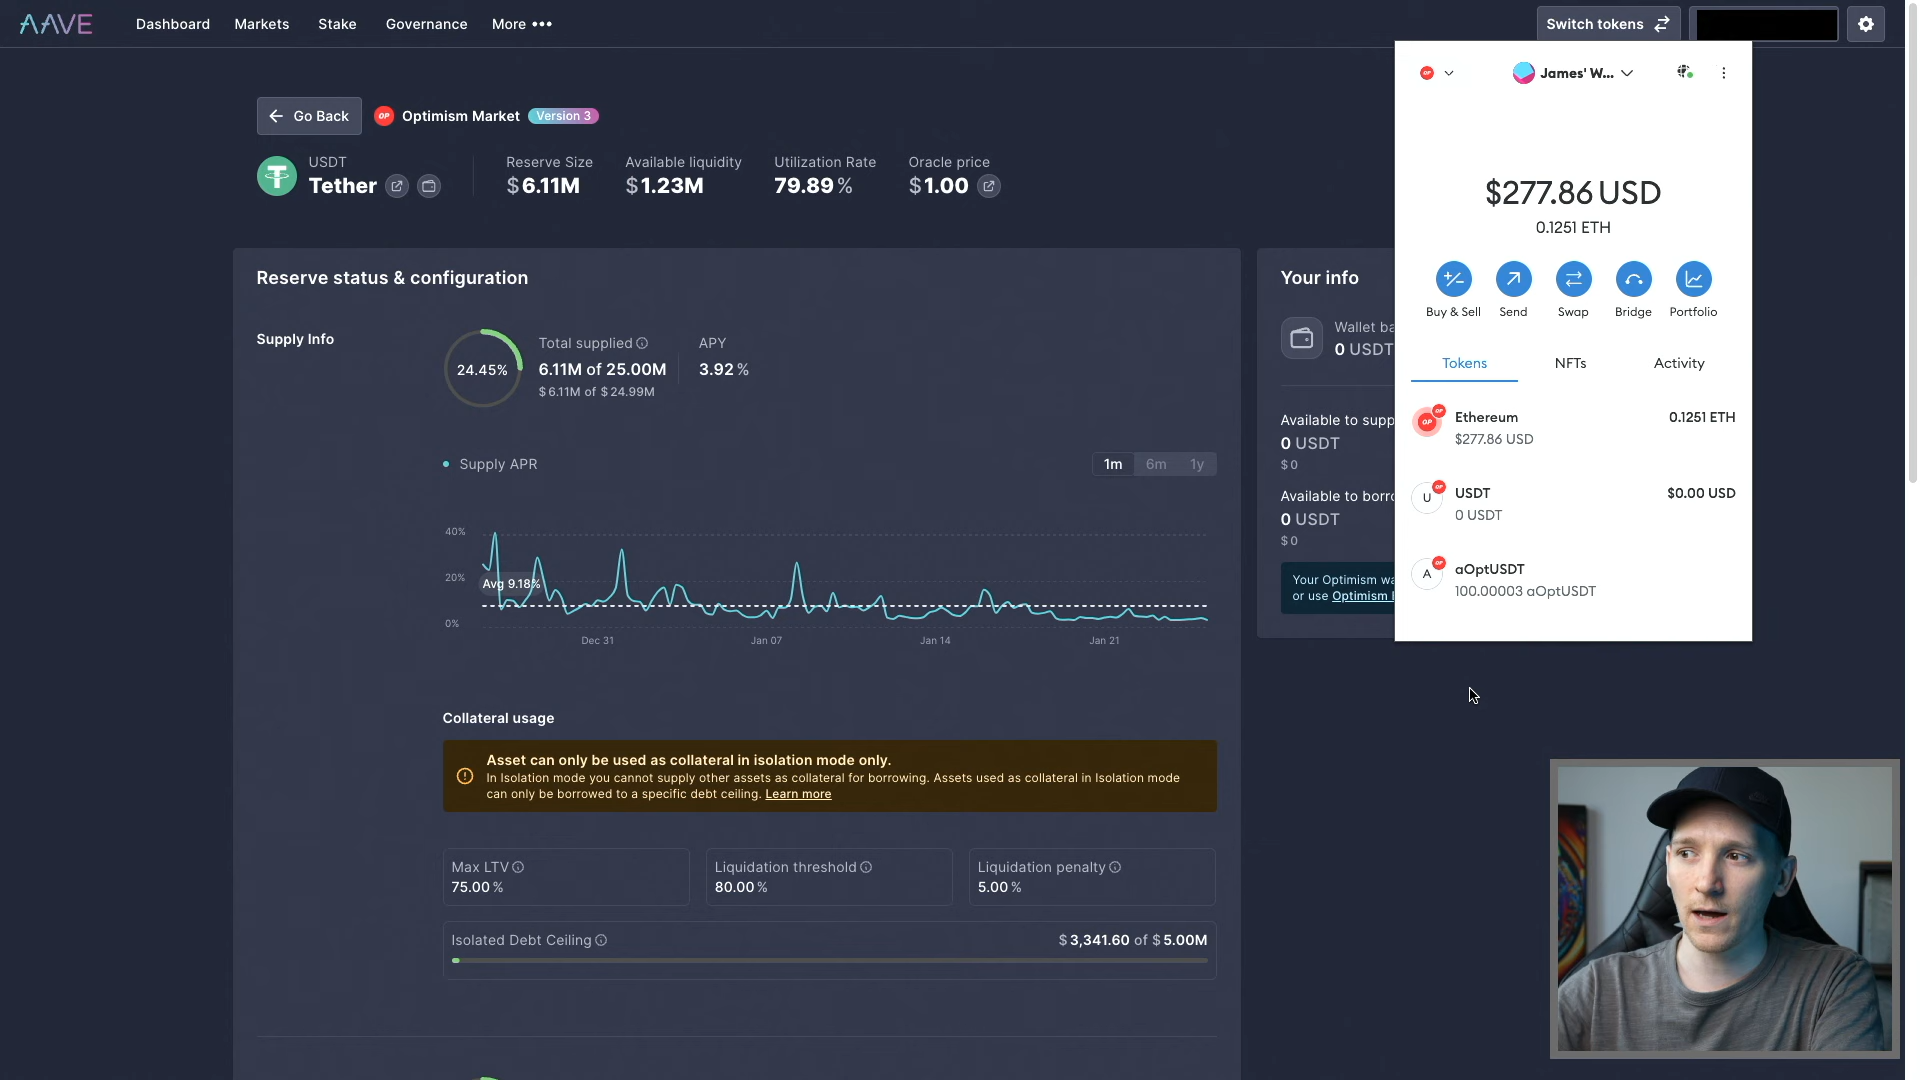 AAVE
Dashboard
Markets
Stake
Governance
More
Switch tokens
Go Back
OP
Optimism Market
Version 3
USDT
Tether
Reserve Size
$6.11M
Available liquidity
$1.23M
Utilization Rate
79.89%
Oracle price
$1.00
Reserve status & configuration
Supply Info
24.45%
Total supplied
6.11M of 25.00M
$6.11M of $24.99M
APY
3.92%
Supply APR
1m
6m
1y
40%
20%
0%
Avg 9.18%
Dec 31
Jan 07
Jan 14
Jan 21
Collateral usage
Asset can only be used as collateral in isolation mode only.
In Isolation mode you cannot supply other assets as collateral for borrowing. Assets used as collateral in Isolation mode
can only be borrowed to a specific debt ceiling. Learn more
Max LTV
75.00%
Liquidation threshold
80.00%
Liquidation penalty
5.00%
Isolated Debt Ceiling
$3,341.60 of $5.00M
Your info
Wallet ba
0 USDT
Available to supp
0 USDT
$0
Available to borro
0 USDT
$0
Your Optimism wa
or use Optimism
OP
James' W...
$277.86 USD
0.1251 ETH
Buy & Sell
Send
Swap
Bridge
Portfolio
Tokens
NFTs
Activity
OP
OP
Ethereum
0.1251 ETH
$277.86 USD
U
OP
USDT
$0.00 USD
0 USDT
A
OP
aOptUSDT
100.00003 aOptUSDT